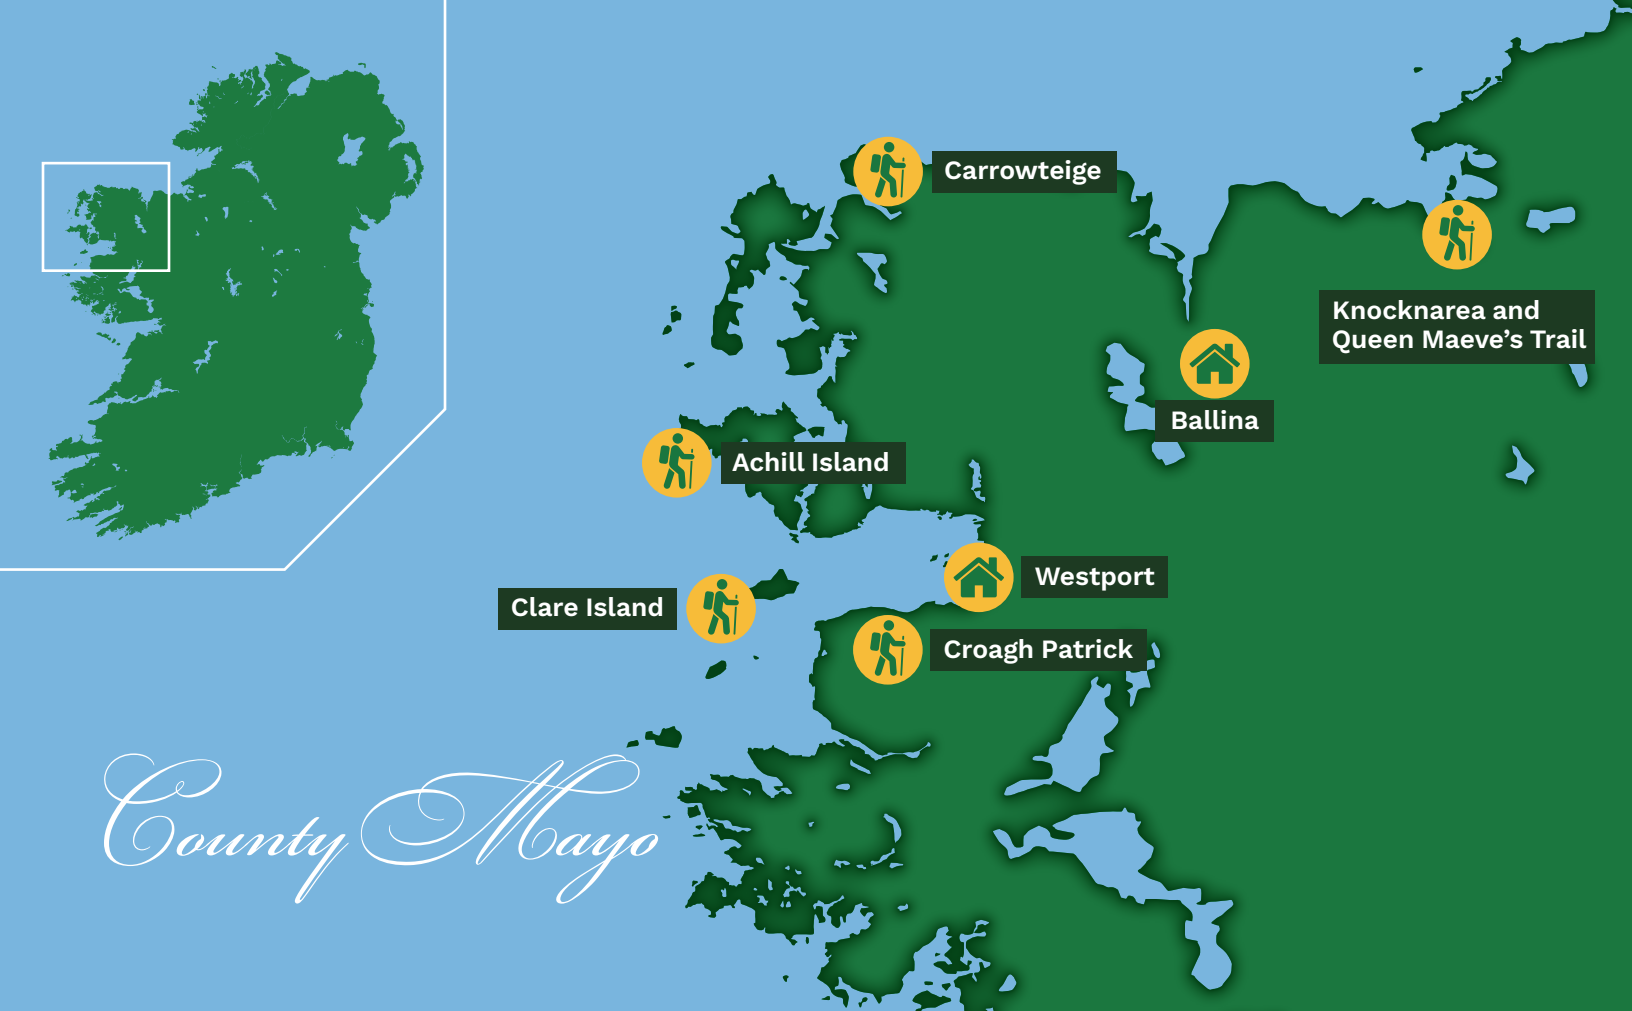 Carrowteige
Knocknarea and
Queen Maeve’s Trail
Ballina
Achill Island
Westport
Clare Island
Croagh Patrick
County Mayo